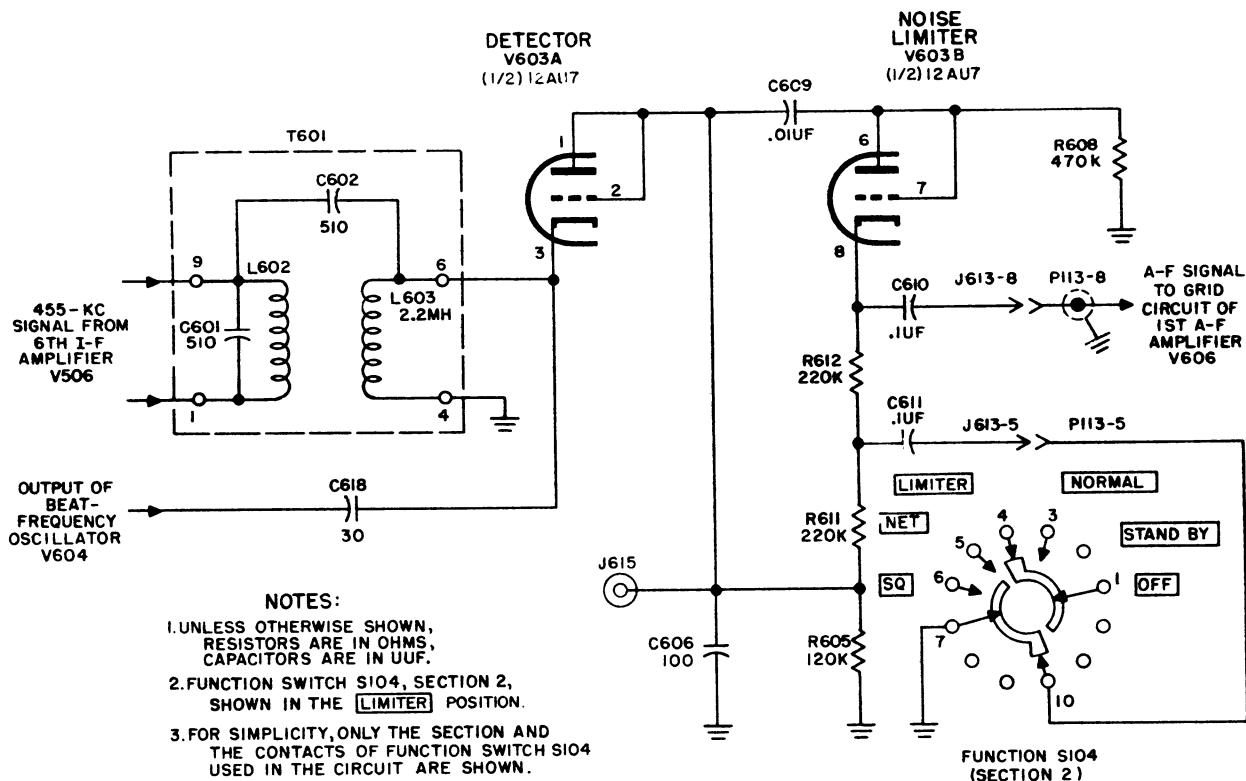 DETECTOR
V603A
(1/2) 12AU7
NOISE
LIMITER
V603B
(1/2) 12AU7
T601
C602
510
9
L602
C601
510
1
6
L603
2.2MH
4
455-KC
SIGNAL FROM
6TH I-F
AMPLIFIER
V506
1
2
3
C609
.01UF
6
7
8
R608
470K
C610
.1UF
J613-8
P113-8
A-F SIGNAL
TO GRID
CIRCUIT OF
1ST A-F
AMPLIFIER
V606
R612
220K
C611
.1UF
J613-5
P113-5
OUTPUT OF
BEAT-
FREQUENCY
OSCILLATOR
V604
C618
30
R611
220K
J615
C606
100
R605
120K
LIMITER
NORMAL
NET
STAND BY
SQ
OFF
4
3
5
6
1
7
10
FUNCTION S104
(SECTION 2)
NOTES:
1. UNLESS OTHERWISE SHOWN,
RESISTORS ARE IN OHMS,
CAPACITORS ARE IN UUF.
2. FUNCTION SWITCH S104, SECTION 2,
SHOWN IN THE LIMITER POSITION.
3. FOR SIMPLICITY, ONLY THE SECTION AND
THE CONTACTS OF FUNCTION SWITCH S104
USED IN THE CIRCUIT ARE SHOWN.